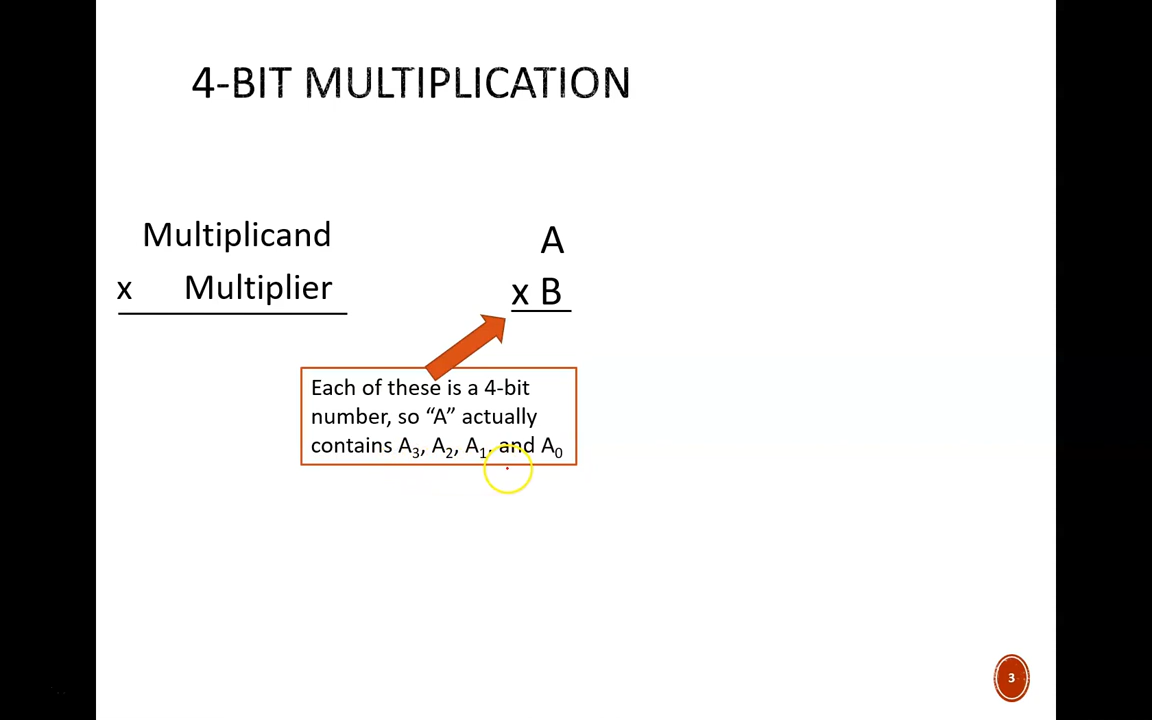 4-BIT MULTIPLICATION
Multiplicand
x Multiplier
A
x B
Each of these is a 4-bit
number, so “A” actually
contains A₃, A₂, A₁, and A₀
3